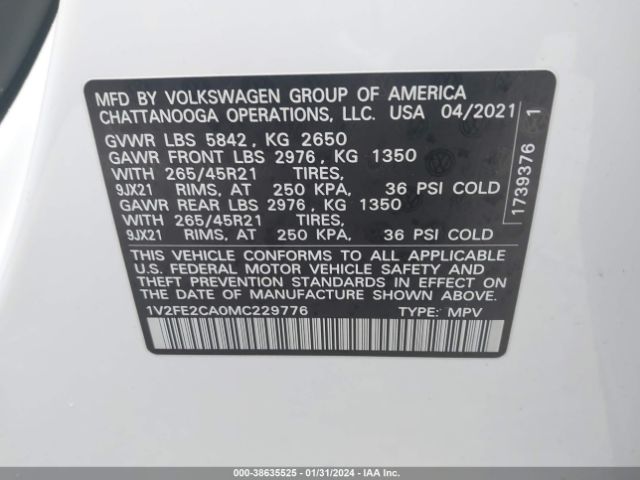 MFD BY VOLKSWAGEN GROUP OF AMERICA
CHATTANOOGA OPERATIONS, LLC. USA 04/2021
GVWR LBS 5842, KG 2650
GAWR FRONT LBS 2976, KG 1350
WITH 265/45R21 TIRES,
9JX21 RIMS, AT 250 KPA, 36 PSI COLD
GAWR REAR LBS 2976, KG 1350
WITH 265/45R21 TIRES,
9JX21 RIMS, AT 250 KPA, 36 PSI COLD
THIS VEHICLE CONFORMS TO ALL APPLICABLE
U.S. FEDERAL MOTOR VEHICLE SAFETY AND
THEFT PREVENTION STANDARDS IN EFFECT
ON THE DATE OF MANUFACTURE SHOWN ABOVE.
1V2FE2CA0MC229776 TYPE: MPV
1739376 1
IAA - 38635525 - 01/31/2024 - iaai.com